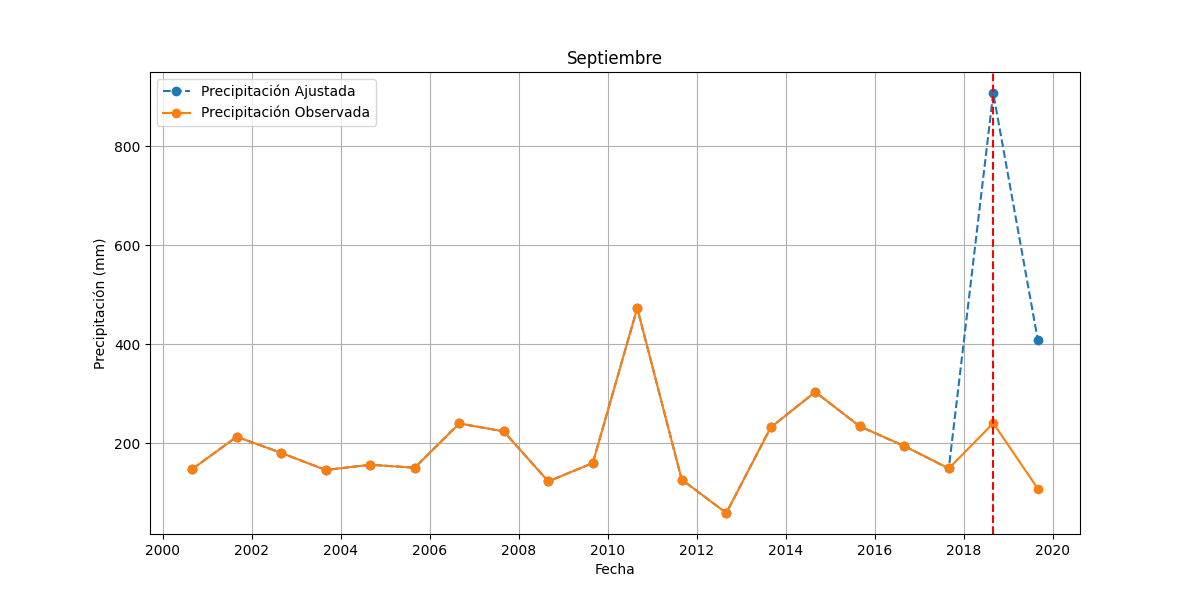 Septiembre
Precipitación Ajustada
Precipitación Observada
Precipitación (mm)
800
600
400
200
2000 2002 2004 2006 2008 2010 2012 2014 2016 2018 2020
Fecha